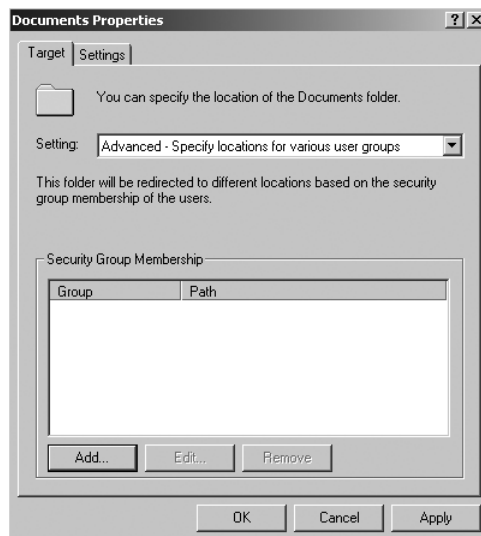 Documents Properties
? X
Target Settings
You can specify the location of the Documents folder.
Setting: Advanced - Specify locations for various user groups
This folder will be redirected to different locations based on the security
group membership of the users.
Security Group Membership
Group Path
Add... Edit... Remove
OK Cancel Apply